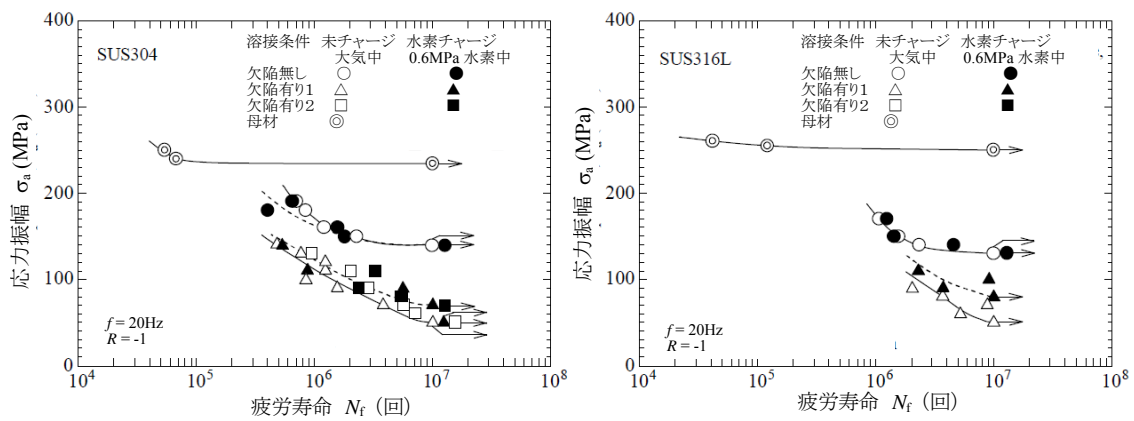 400
300
200
100
0
応力振幅 σa (MPa)
SUS304
溶接条件 未チャージ 水素チャージ
大気中 0.6MPa 水素中
欠陥無し
欠陥有り1
欠陥有り2
母材
f = 20Hz
R = -1
10^4 10^5 10^6 10^7 10^8
疲労寿命 Nf (回)
400
300
200
100
0
応力振幅 σa (MPa)
SUS316L
溶接条件 未チャージ 水素チャージ
大気中 0.6MPa 水素中
欠陥無し
欠陥有り1
欠陥有り2
母材
f = 20Hz
R = -1
10^4 10^5 10^6 10^7 10^8
疲労寿命 Nf (回)